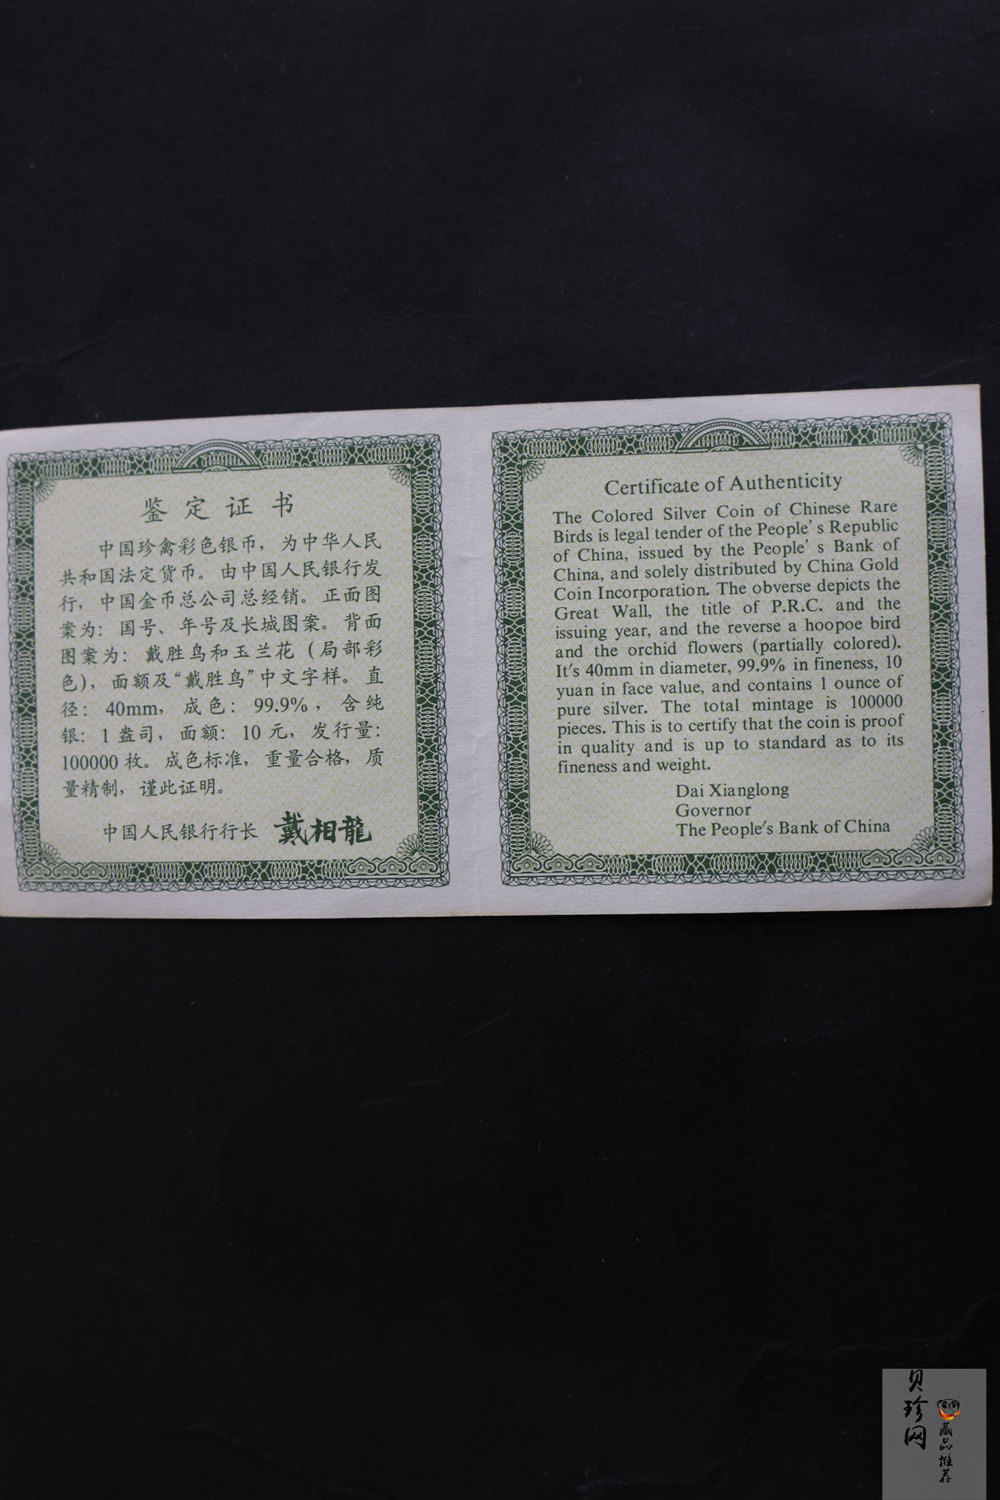 鉴定证书
中国珍禽彩色银币，为中华人民
共和国法定货币。由中国人民银行发
行，中国金币总公司总经销。正面图
案为：国号、年号及长城图案。背面
图案为：戴胜鸟和玉兰花（局部彩
色），面额及“戴胜鸟”中文字样。直
径：40mm，成色：99.9%，含纯
银：1盎司，面额：10元，发行量：
100000枚。成色标准，重量合格，质
量精制，谨此证明。
中国人民银行行长 戴相龍
Certificate of Authenticity
The Colored Silver Coin of Chinese Rare
Birds is legal tender of the People's Republic
of China, issued by the People's Bank of
China, and solely distributed by China Gold
Coin Incorporation. The obverse depicts the
Great Wall, the title of P.R.C. and the
issuing year, and the reverse a hoopoe bird
and the orchid flowers (partially colored).
It's 40mm in diameter, 99.9% in fineness, 10
yuan in face value, and contains 1 ounce of
pure silver. The total mintage is 100000
pieces. This is to certify that the coin is proof
in quality and is up to standard as to its
fineness and weight.
Dai Xianglong
Governor
The People's Bank of China
贝珍网
藏品推荐